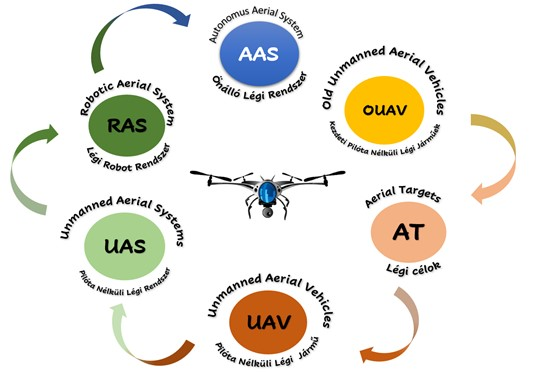 Autonomus Aerial System
AAS
Önálló Légi Rendszer
Old Unmanned Aerial Vehicles
OUAV
Kezdeti Pilóta Nélküli Légi Járműek
Aerial Targets
AT
Légi célok
Unmanned Aerial Vehicles
UAV
Pilóta Nélküli Légi Jármű
Unmanned Aerial Systems
UAS
Pilóta Nélküli Légi Rendszer
Robotic Aerial System
RAS
Légi Robot Rendszer